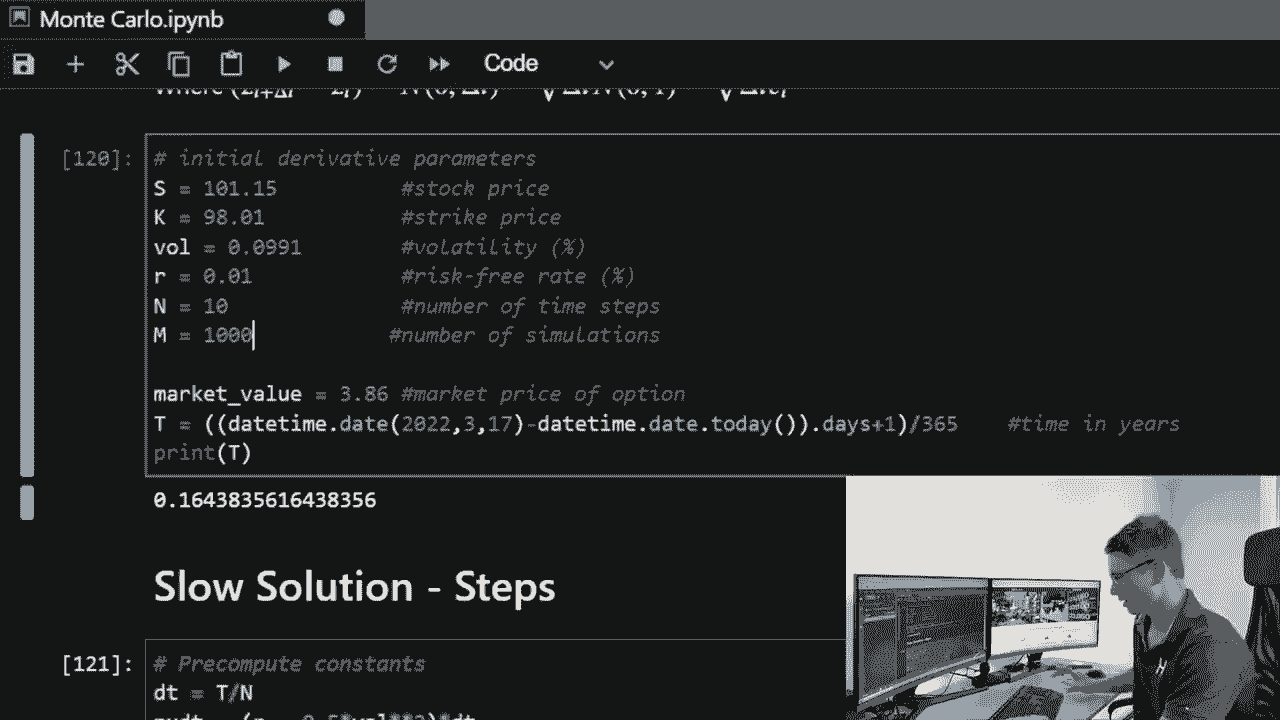 Monte Carlo.ipynb
Code
[120]:
# initial derivative parameters
S = 101.15 #stock price
K = 98.01 #strike price
vol = 0.0991 #volatility (%)
r = 0.01 #risk-free rate (%)
N = 10 #number of time steps
M = 1000 #number of simulations
market_value = 3.86 #market price of option
T = ((datetime.date(2022,3,17)-datetime.date.today()).days+1)/365 #time in years
print(T)
0.1643835616438356
Slow Solution - Steps
[121]:
# Precompute constants
dt = T/N